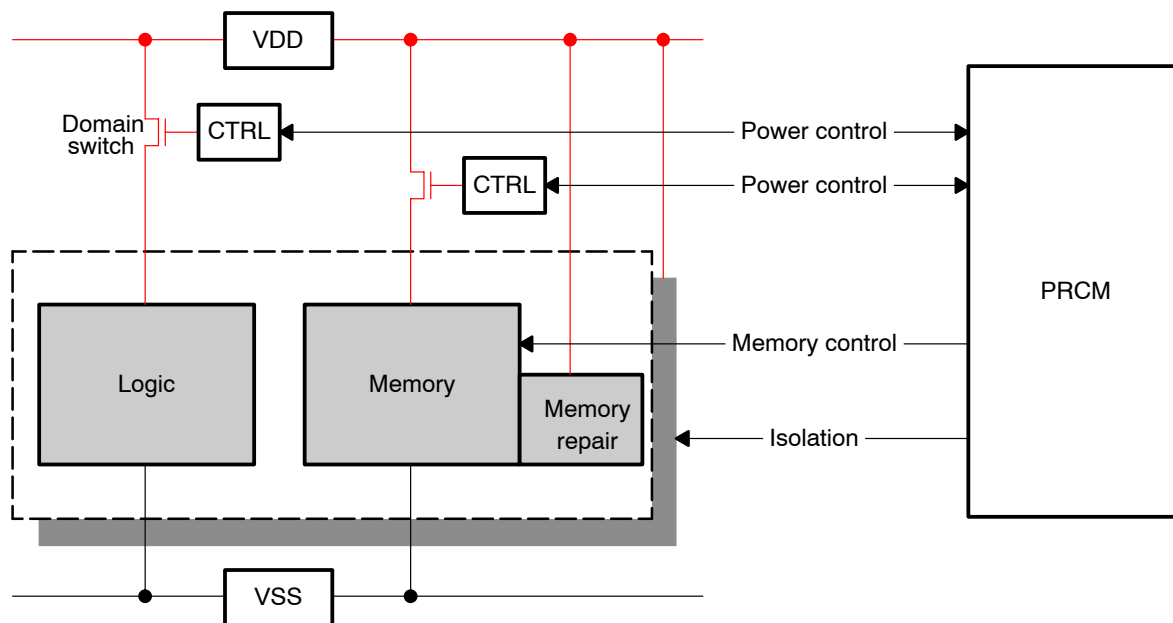 VDD
Domain
switch
CTRL
Power control
CTRL
Power control
PRCM
Memory control
Logic
Memory
Memory
repair
Isolation
VSS